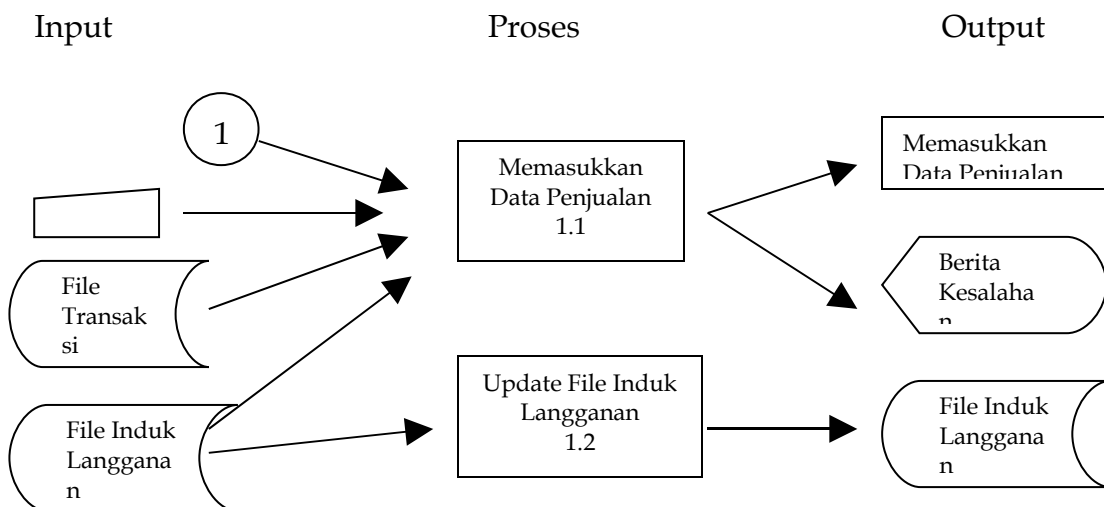 Input
Proses
Output
1
Memasukkan
Data Penjualan
1.1
Memasukkan
Data Penjualan
File
Transak
si
Berita
Kesalaha
n
File Induk
Langgana
n
Update File Induk
Langganan
1.2
File Induk
Langgana
n